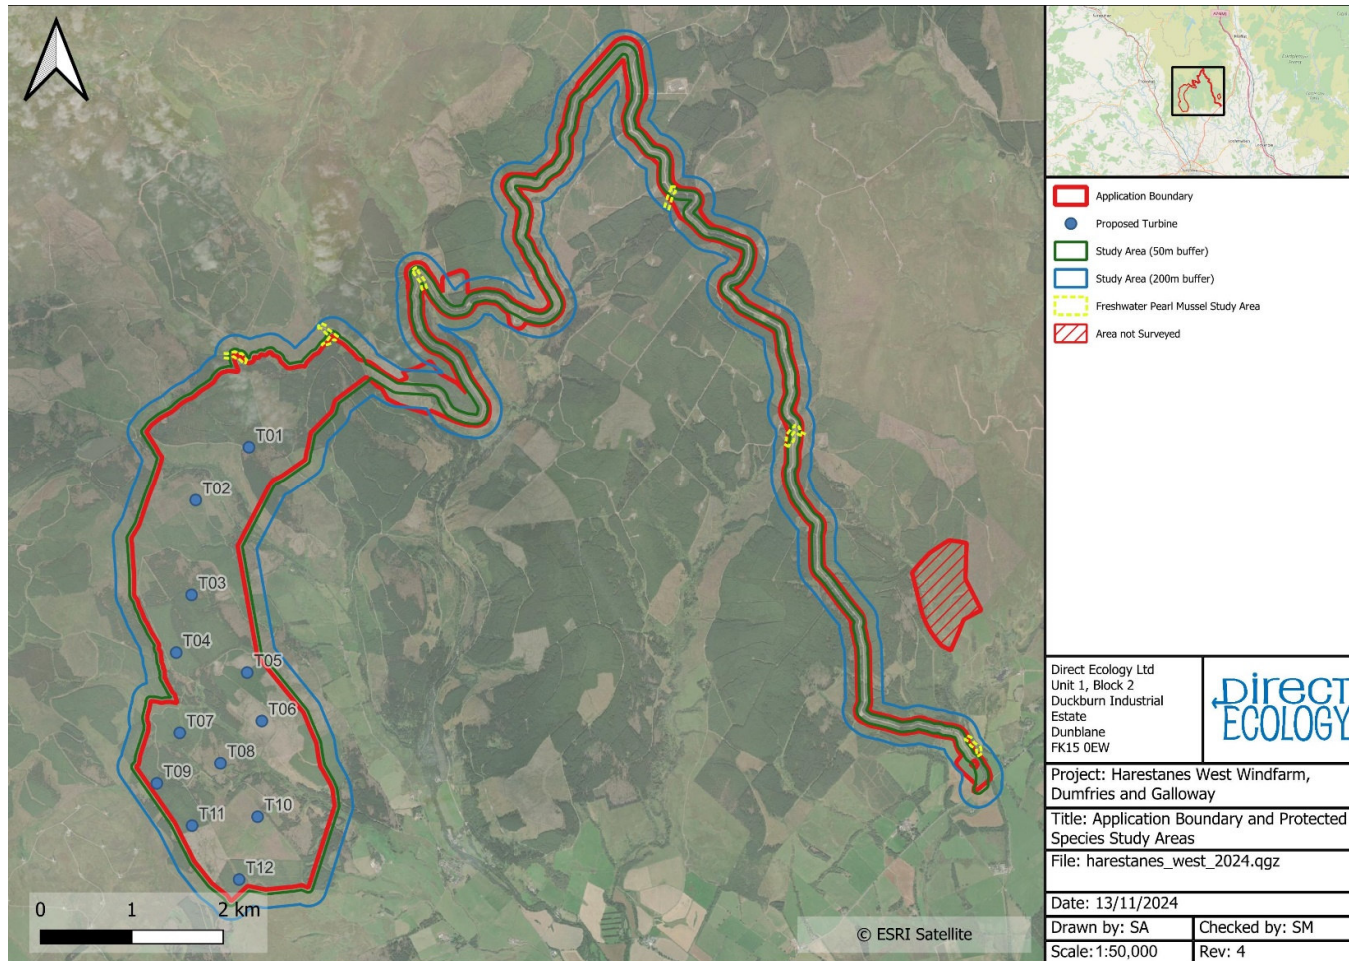 T01
T02
T03
T04
T05
T06
T07
T08
T09
T10
T11
T12
0 1 2 km
© ESRI Satellite
Application Boundary
Proposed Turbine
Study Area (50m buffer)
Study Area (200m buffer)
Freshwater Pearl Mussel Study Area
Area not Surveyed
Direct Ecology Ltd
Unit 1, Block 2
Duckburn Industrial
Estate
Dunblane
FK15 0EW
Direct
ECOLOGY
Project: Harestanes West Windfarm,
Dumfries and Galloway
Title: Application Boundary and Protected
Species Study Areas
File: harestanes_west_2024.qgz
Date: 13/11/2024
Drawn by: SA
Checked by: SM
Scale: 1:50,000
Rev: 4